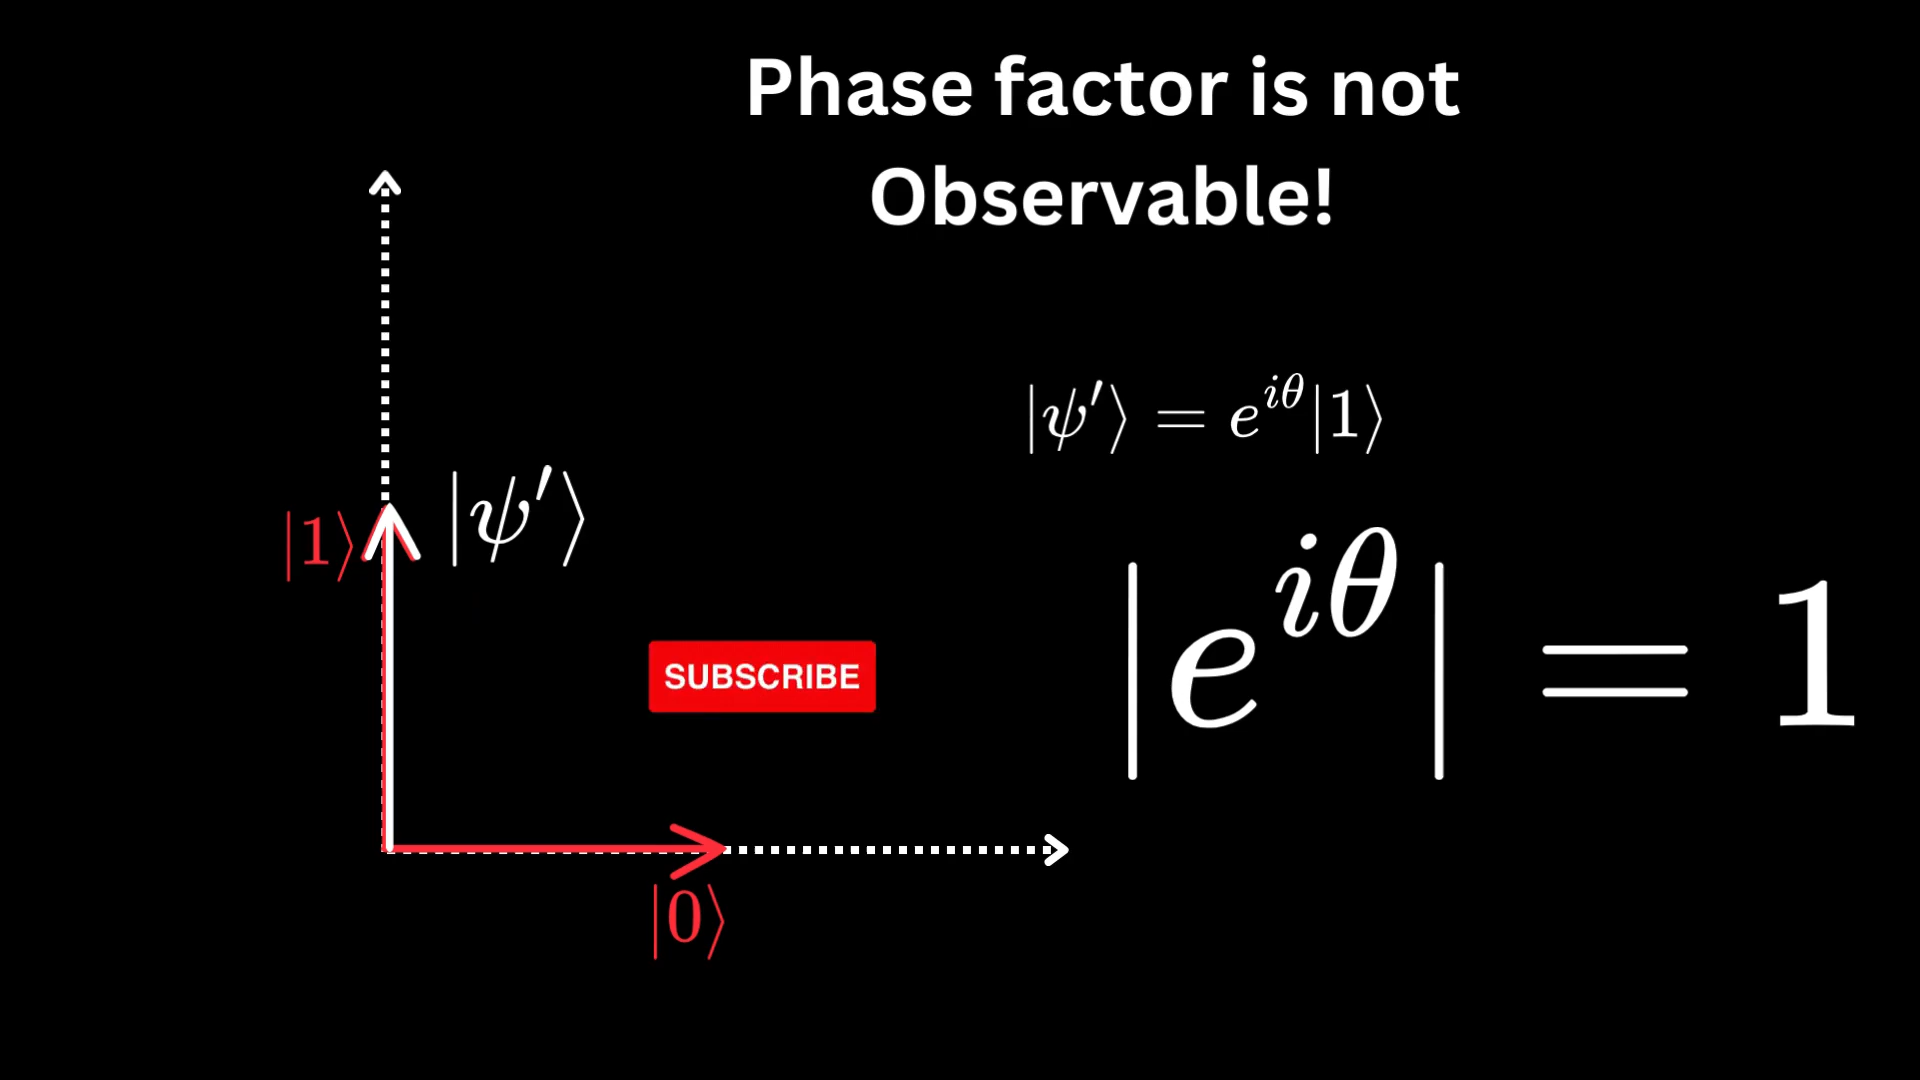 Phase factor is not
Observable!
|ψ′⟩ = e^{iθ}|1⟩
|1⟩
|ψ′⟩
|e^{iθ}| = 1
SUBSCRIBE
|0⟩